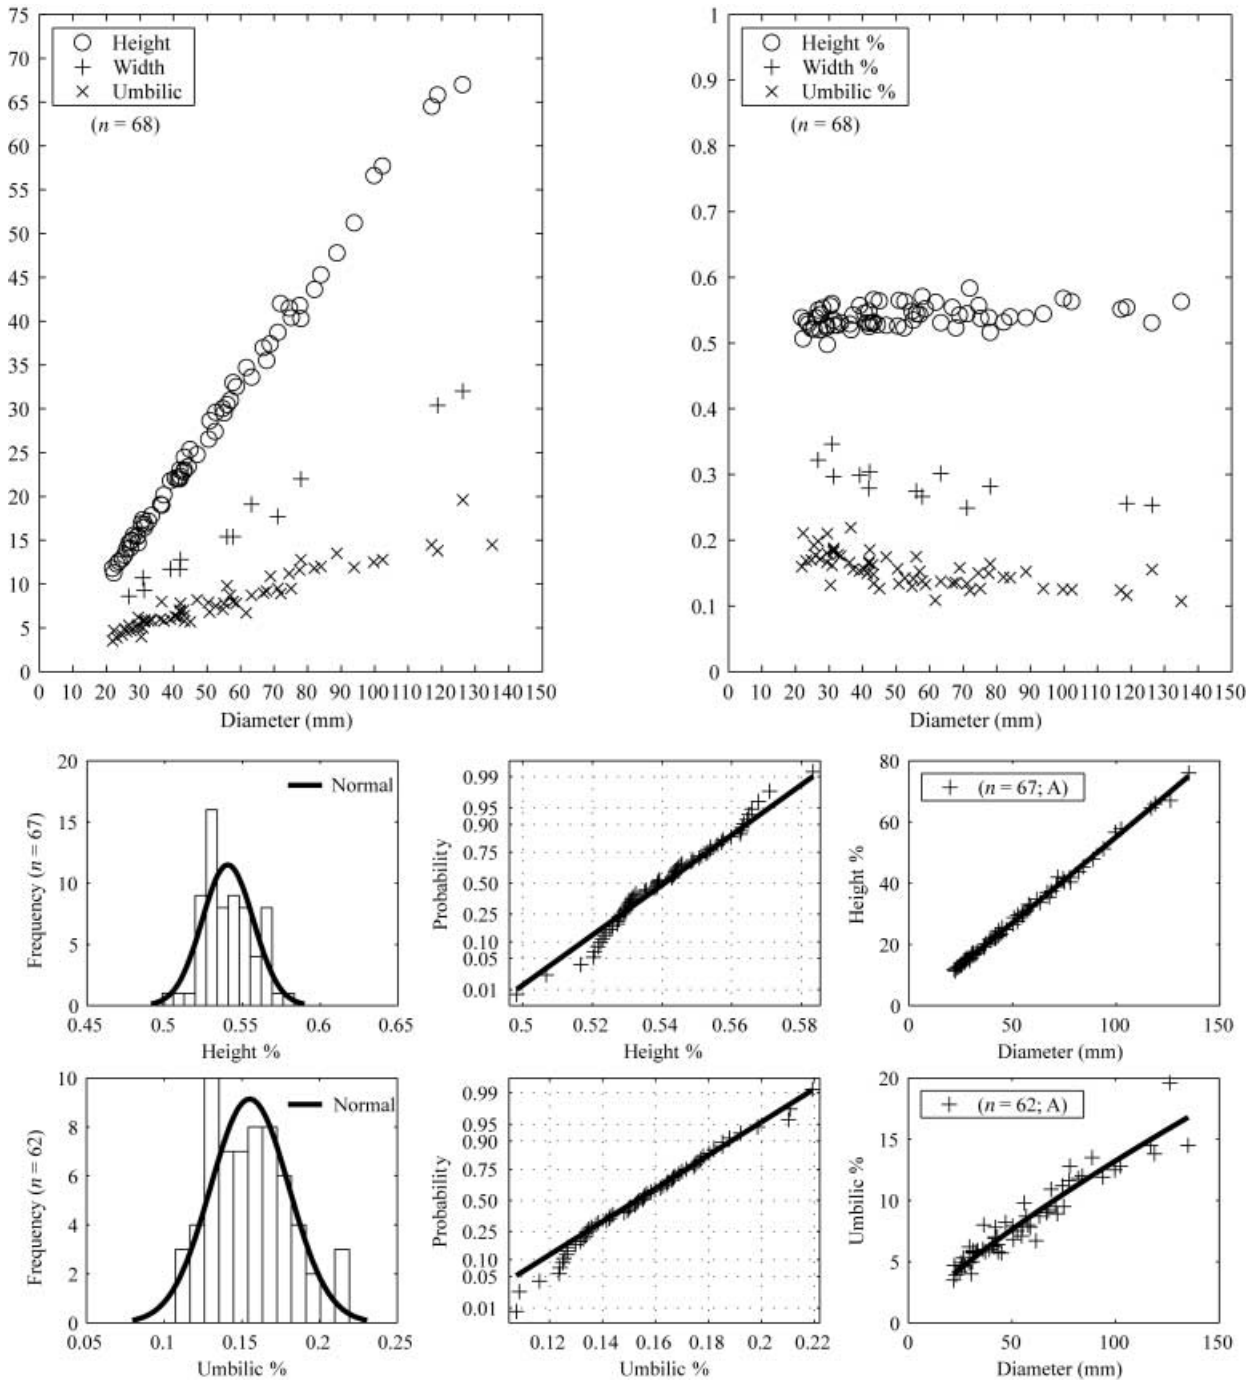 75
70
65
60
55
50
45
40
35
30
25
20
15
10
5
0
Height
Width
Umbilic
(n = 68)
0 10 20 30 40 50 60 70 80 90 100 110 120 130 140 150
Diameter (mm)
1
0.9
0.8
0.7
0.6
0.5
0.4
0.3
0.2
0.1
0
Height %
Width %
Umbilic %
(n = 68)
0 10 20 30 40 50 60 70 80 90 100 110 120 130 140 150
Diameter (mm)
Frequency (n = 67)
20
15
10
5
0
Normal
0.45 0.5 0.55 0.6 0.65
Height %
Probability
0.99
0.95
0.90
0.75
0.50
0.25
0.10
0.05
0.01
0.5 0.52 0.54 0.56 0.58
Height %
Height %
80
60
40
20
0
(n = 67; A)
0 50 100 150
Diameter (mm)
Frequency (n = 62)
10
8
6
4
2
0
Normal
0.05 0.1 0.15 0.2 0.25
Umbilic %
Probability
0.99
0.95
0.90
0.75
0.50
0.25
0.10
0.05
0.01
0.12 0.14 0.16 0.18 0.2 0.22
Umbilic %
Umbilic %
20
15
10
5
0
(n = 62; A)
0 50 100 150
Diameter (mm)